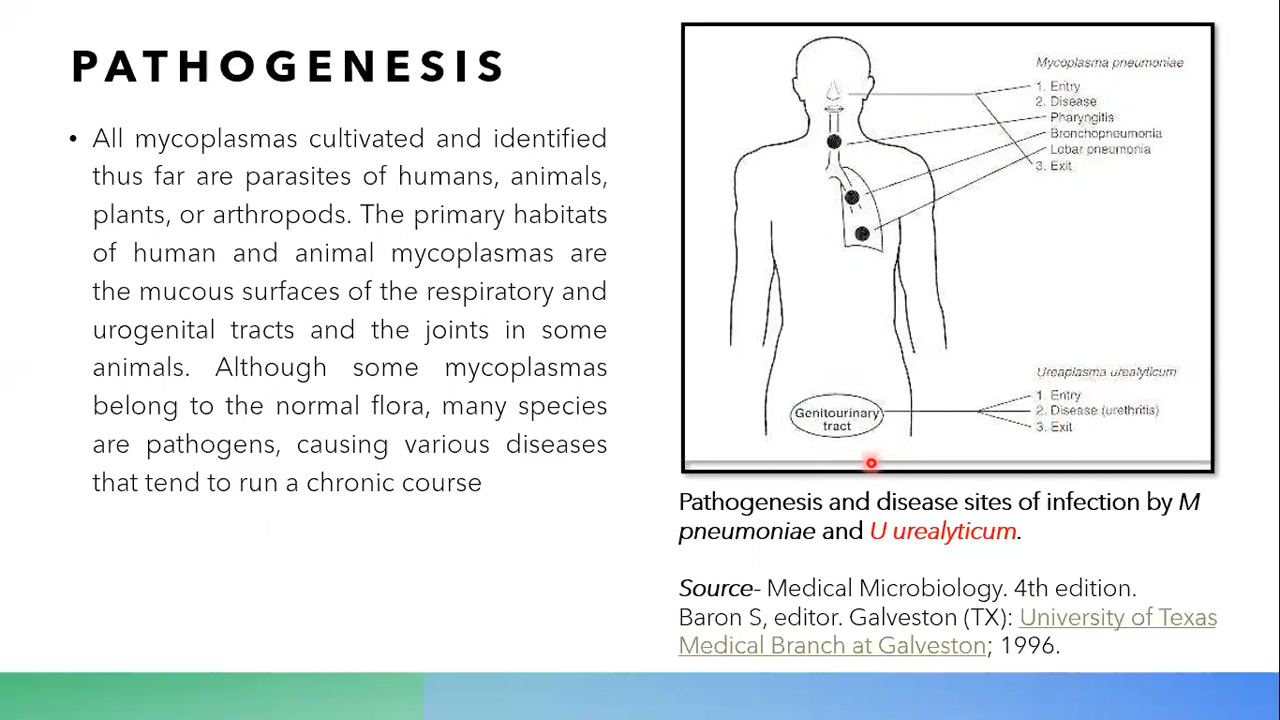 PATHOGENESIS
• All mycoplasmas cultivated and identified
thus far are parasites of humans, animals,
plants, or arthropods. The primary habitats
of human and animal mycoplasmas are
the mucous surfaces of the respiratory and
urogenital tracts and the joints in some
animals. Although some mycoplasmas
belong to the normal flora, many species
are pathogens, causing various diseases
that tend to run a chronic course
Mycoplasma pneumoniae
1. Entry
2. Disease
Pharyngitis
Bronchopneumonia
Lobar pneumonia
3. Exit
Ureaplasma urealyticum
1. Entry
2. Disease (urethritis)
3. Exit
Genitourinary
tract
Pathogenesis and disease sites of infection by M
pneumoniae and U urealyticum.
Source- Medical Microbiology. 4th edition.
Baron S, editor. Galveston (TX): University of Texas
Medical Branch at Galveston; 1996.